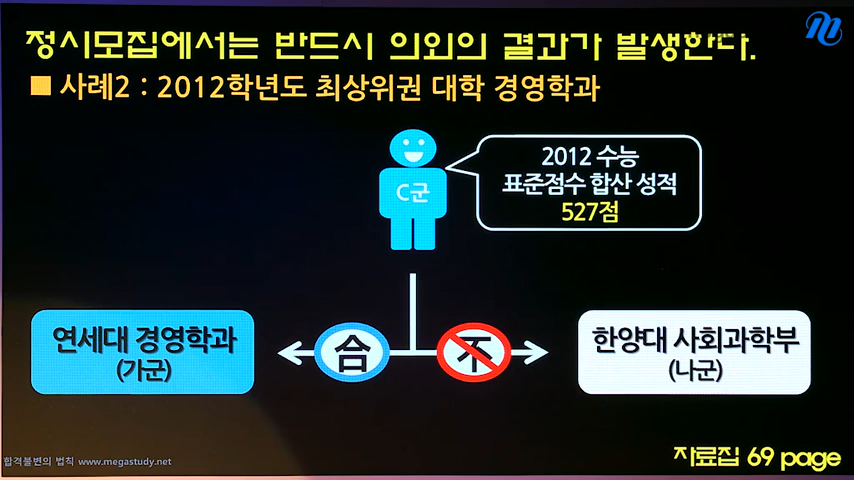 정시모집에서는 반드시 의외의 결과가 발생한다.
■ 사례2 : 2012학년도 최상위권 대학 경영학과
C군
2012 수능
표준점수 합산 성적
527점
연세대 경영학과
(가군)
合
不
한양대 사회과학부
(나군)
합격불변의 법칙 www.megastudy.net
자료집 69 page